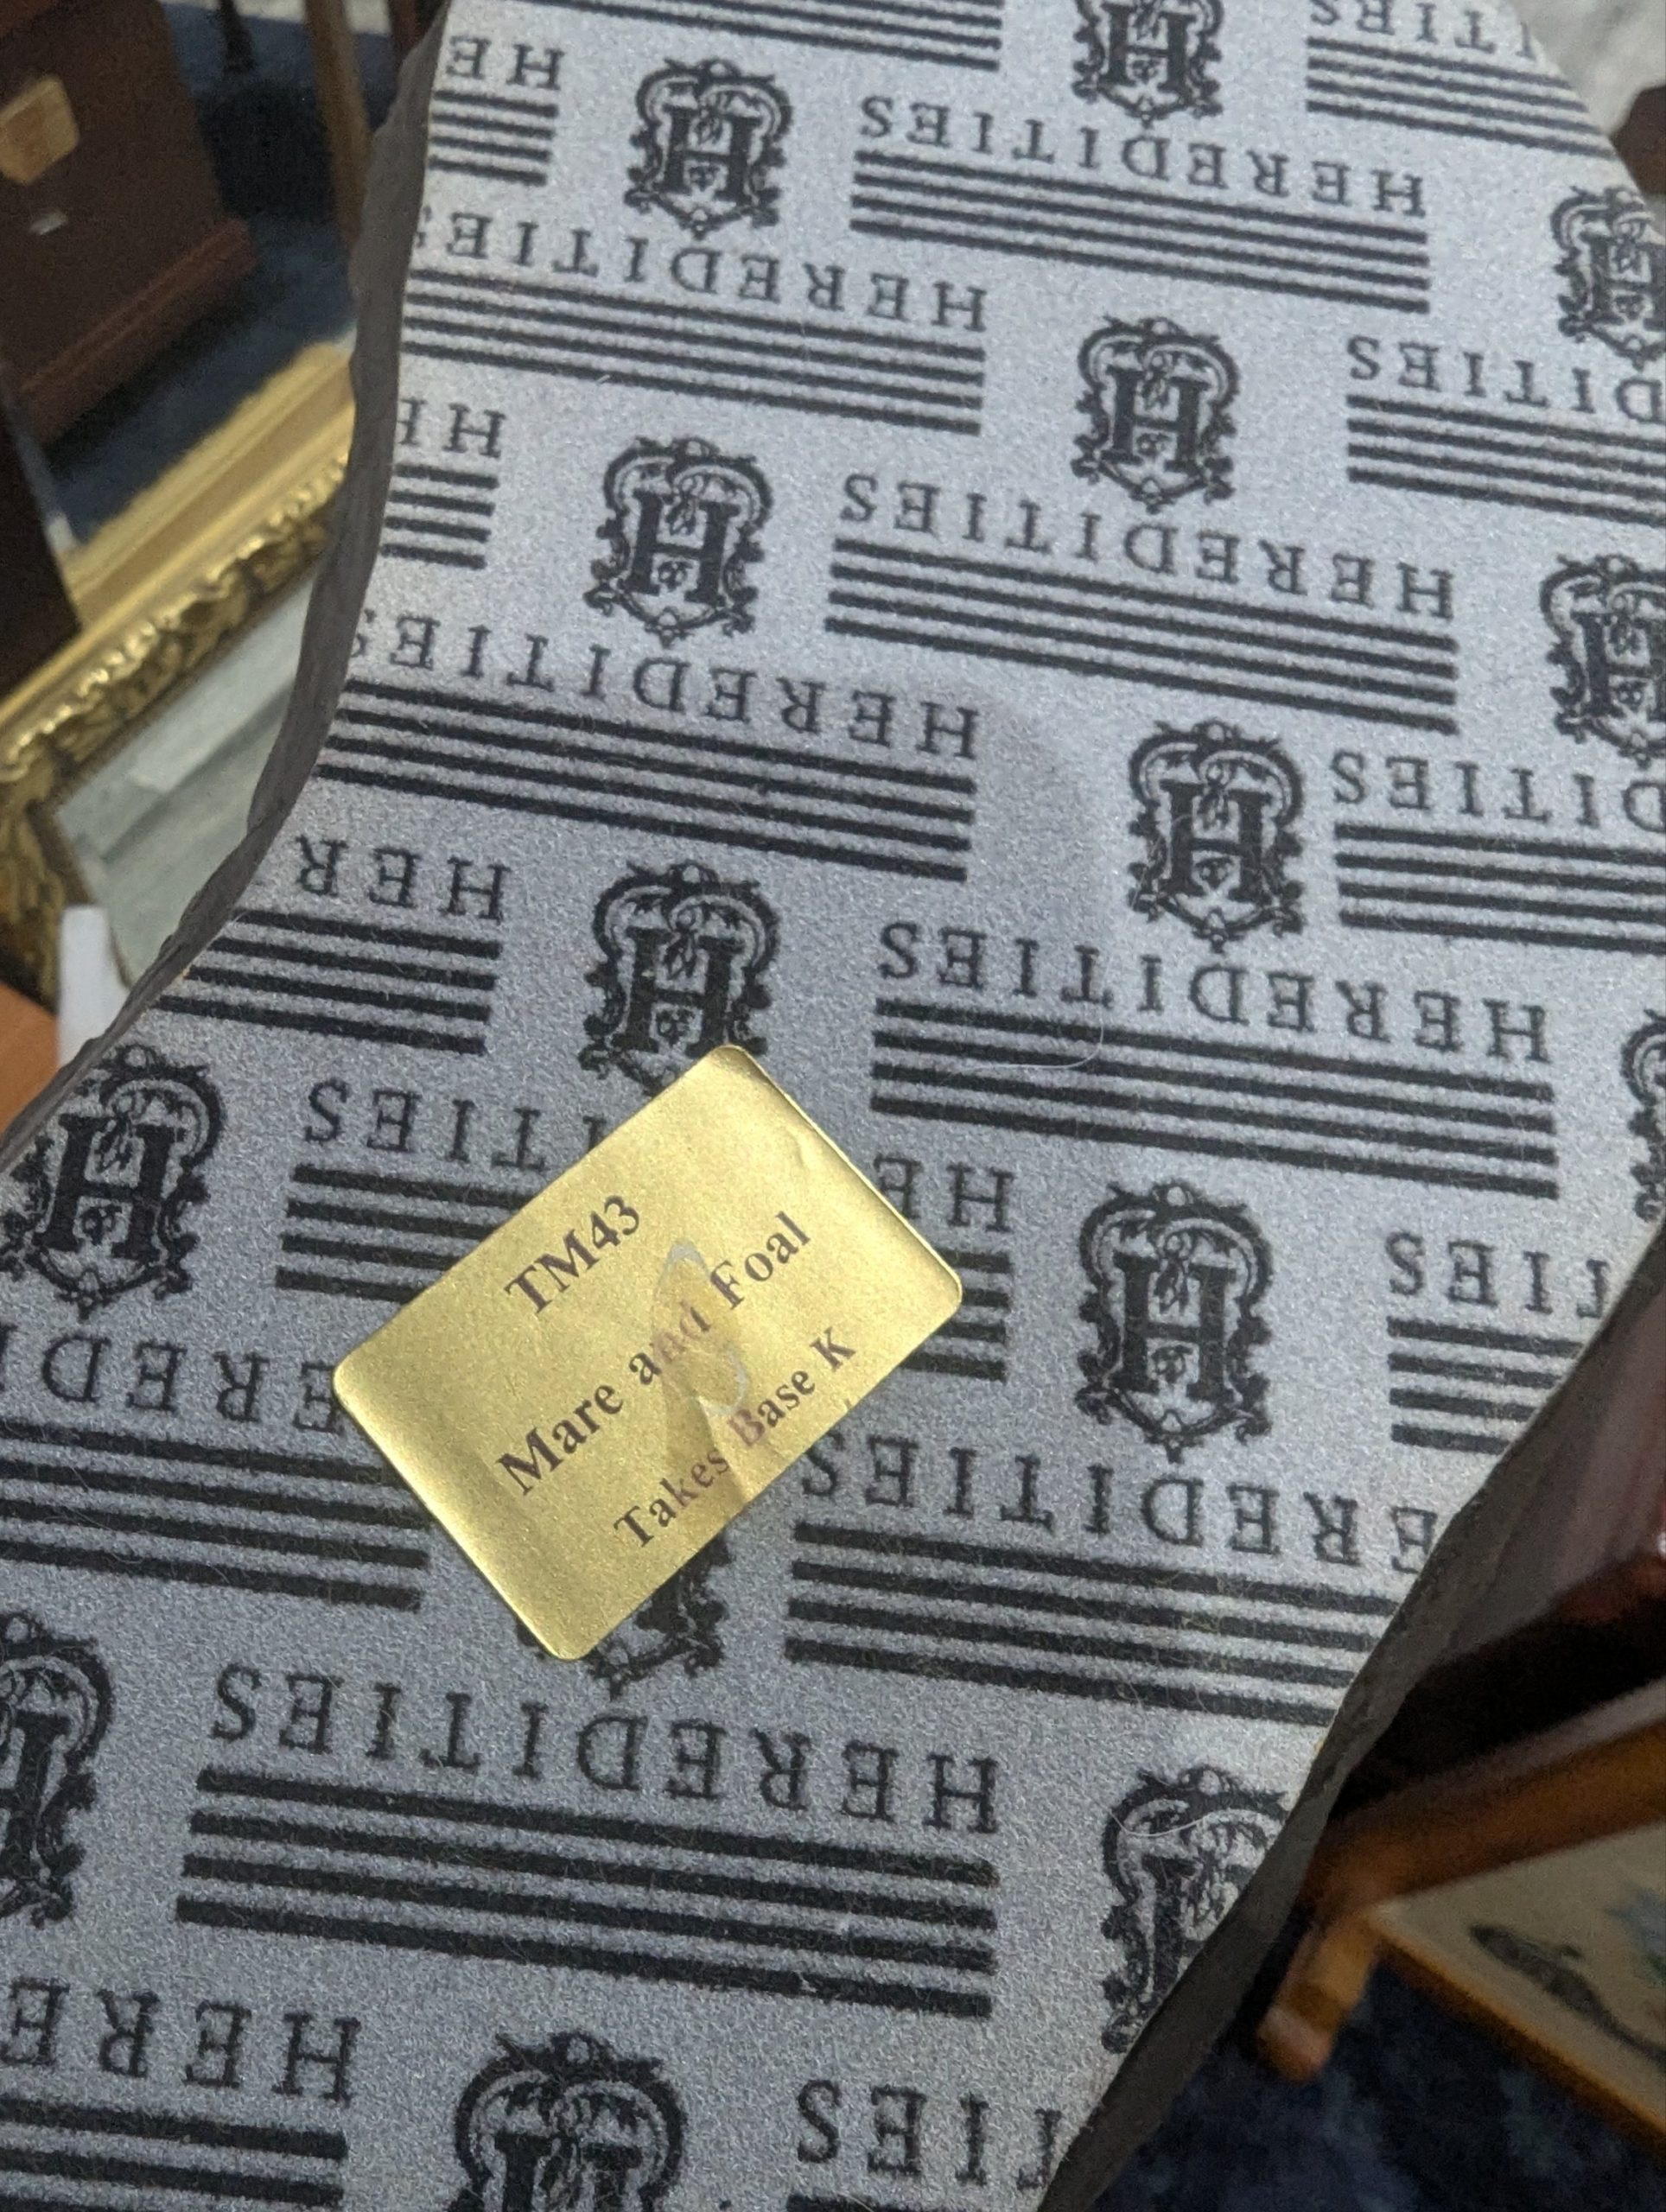 HEREDITIES
TM43
Mare and Foal
Takes Base K